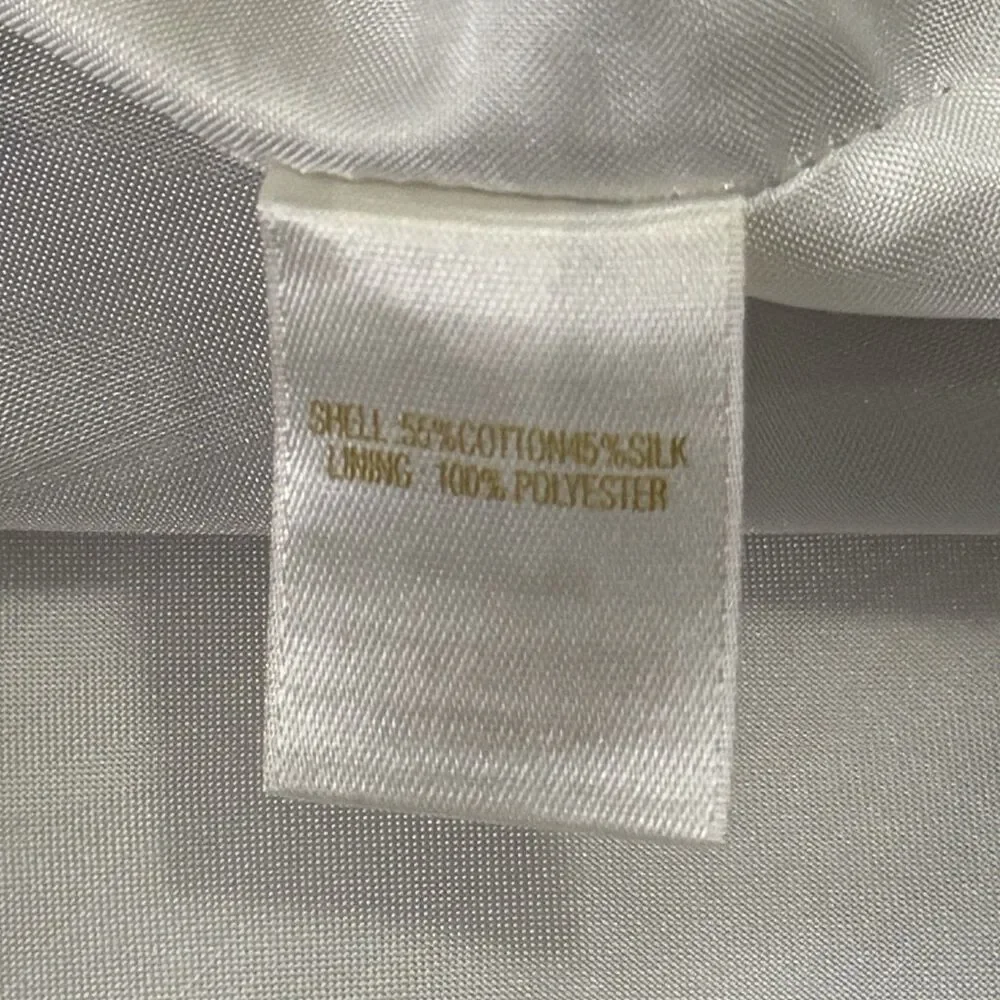 SHELL :55%COTTON45%SILK
LINING 100% POLYESTER